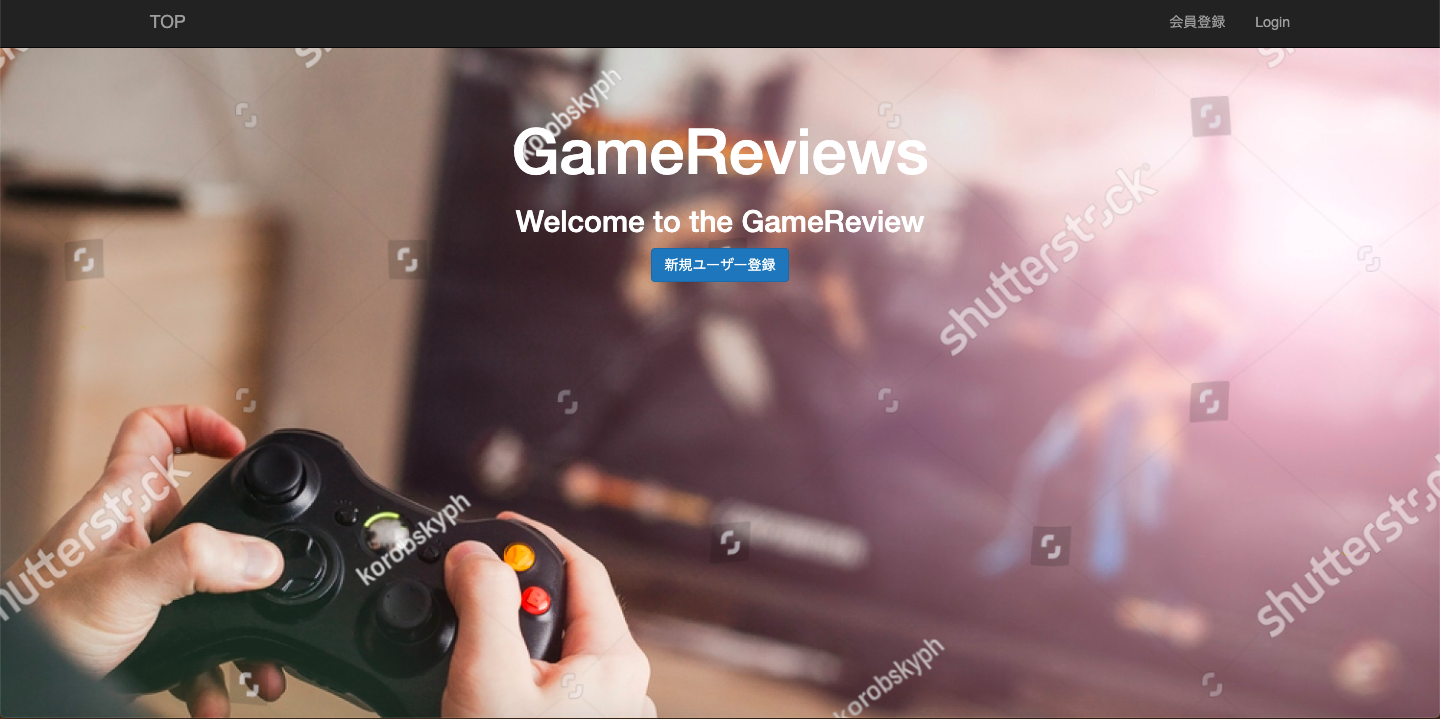 TOP
会員登録
Login
korobskyph
GameReviews
shutterstock
Welcome to the GameReview
新規ユーザー登録
shutterstock
korobskyph
shutterstock
korobskyph